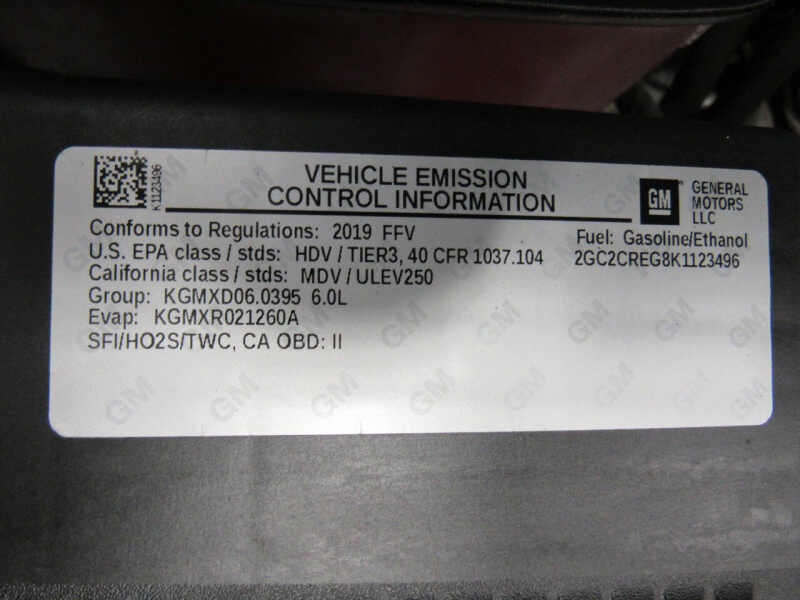 K1123496
VEHICLE EMISSION
CONTROL INFORMATION
GM
GENERAL
MOTORS
LLC
Conforms to Regulations: 2019 FFV
Fuel: Gasoline/Ethanol
U.S. EPA class / stds: HDV / TIER3, 40 CFR 1037.104
2GC2CREG8K1123496
California class / stds: MDV / ULEV250
Group: KGMXD06.0395 6.0L
Evap: KGMXR021260A
SFI/HO2S/TWC, CA OBD: II